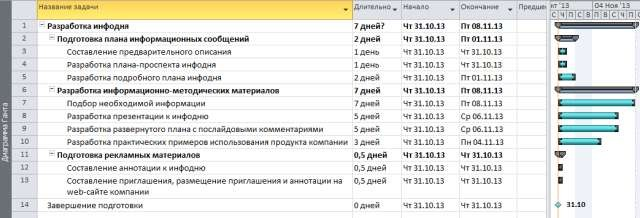 Название задачи Длительно Начало Окончание Предшес кт '13 04 Ноя '13
С Ч П С В П В С Ч П С
1 Разработка инфодня 7 дней? Чт 31.10.13 Пт 08.11.13
2 Подготовка плана информационных сообщений 2 дней Чт 31.10.13 Пт 01.11.13
3 Составление предварительного описания 1 день Чт 31.10.13 Чт 31.10.13
4 Разработка плана-проспекта инфодня 1 день Чт 31.10.13 Чт 31.10.13
5 Разработка подробного плана инфодня 2 дней Чт 31.10.13 Пт 01.11.13
6 Разработка информационно-методических материалов 7 дней Чт 31.10.13 Пт 08.11.13
7 Подбор необходимой информации 7 дней Чт 31.10.13 Пт 08.11.13
8 Разработка презентации к инфодню 5 дней Чт 31.10.13 Ср 06.11.13
9 Разработка развернутого плана с послайдовыми комментариями 5 дней Чт 31.10.13 Ср 06.11.13
10 Разработка практических примеров использования продукта компании 3 дней Чт 31.10.13 Пн 04.11.13
11 Подготовка рекламных материалов 0,5 дней Чт 31.10.13 Чт 31.10.13
12 Составление аннотации к инфодню 0,5 дней Чт 31.10.13 Чт 31.10.13
13 Составление приглашения, размещение приглашения и аннотации на web-сайте компании 0,5 дней Чт 31.10.13 Чт 31.10.13
14 Завершение подготовки 0 дней Чт 31.10.13 Чт 31.10.13 31.10
Диаграмма Ганта